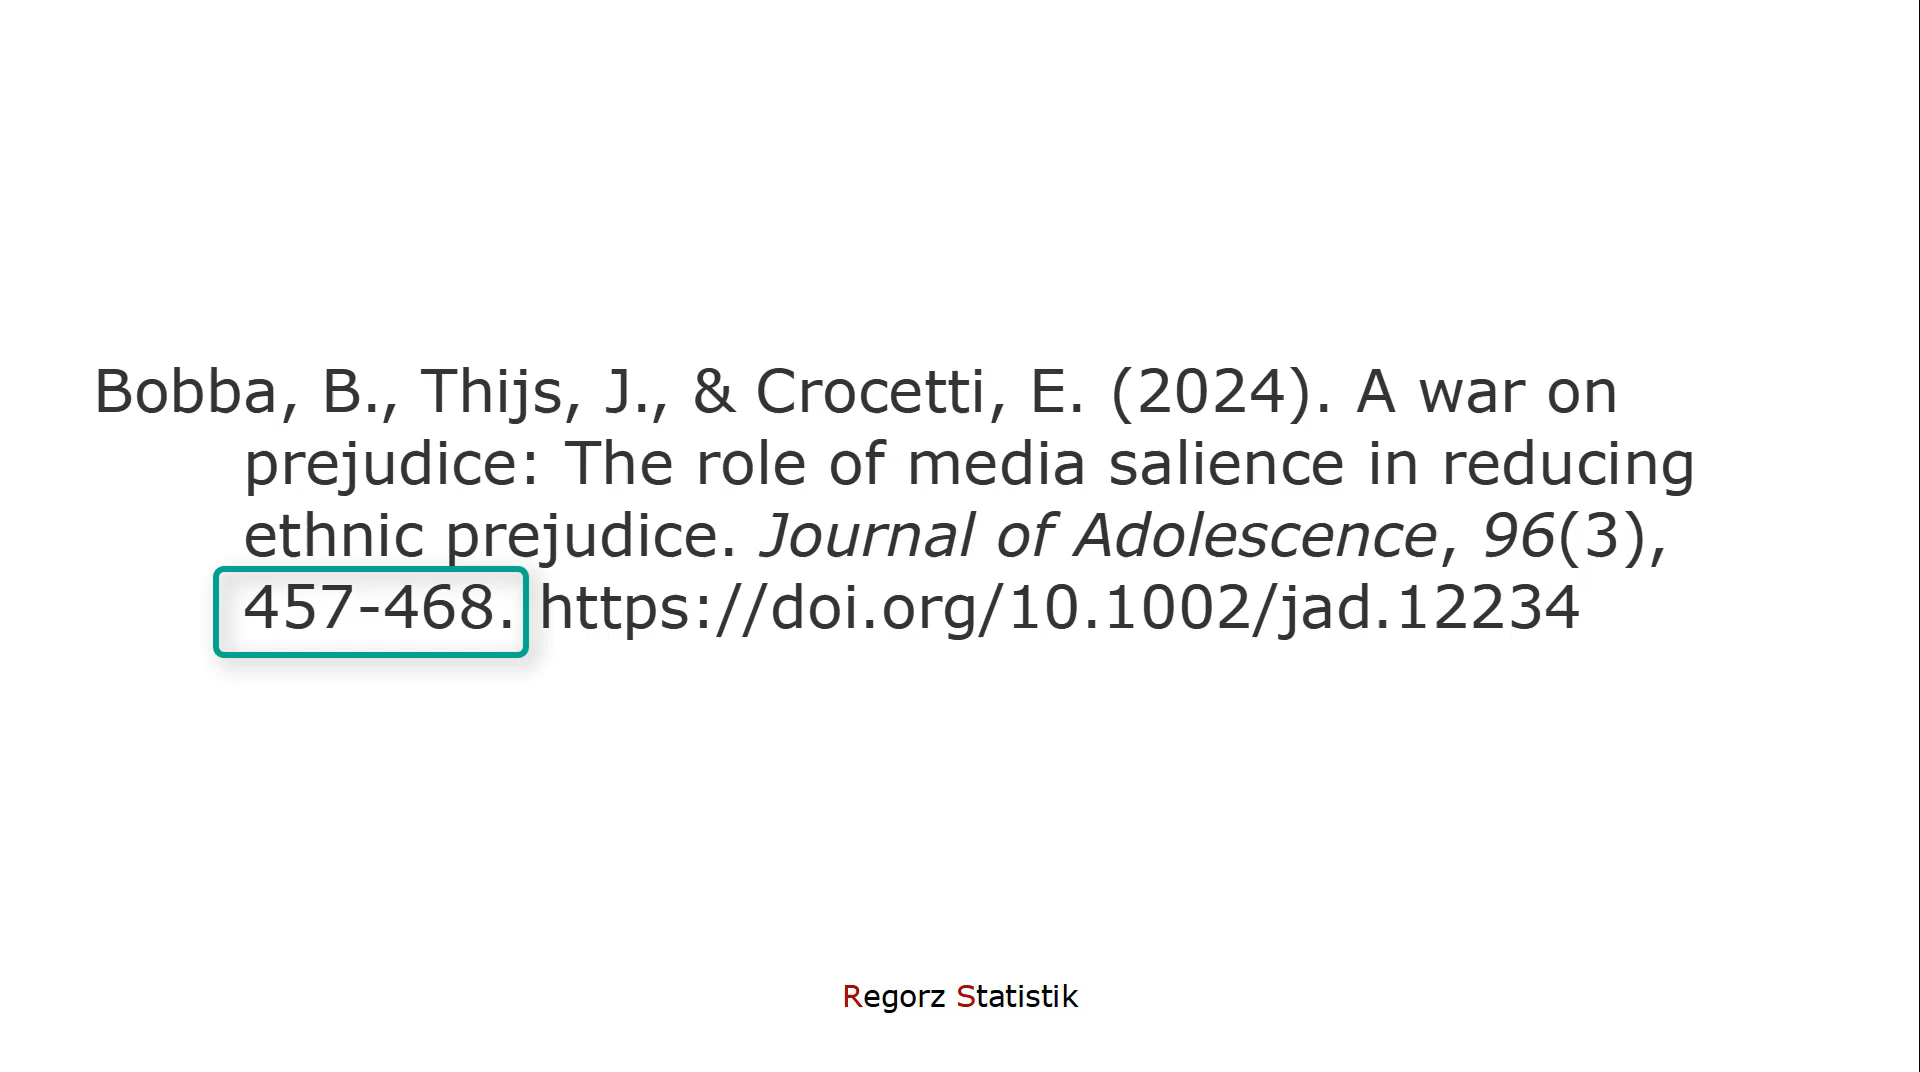 Bobba, B., Thijs, J., & Crocetti, E. (2024). A war on
prejudice: The role of media salience in reducing
ethnic prejudice. Journal of Adolescence, 96(3),
457-468. https://doi.org/10.1002/jad.12234
Regorz Statistik